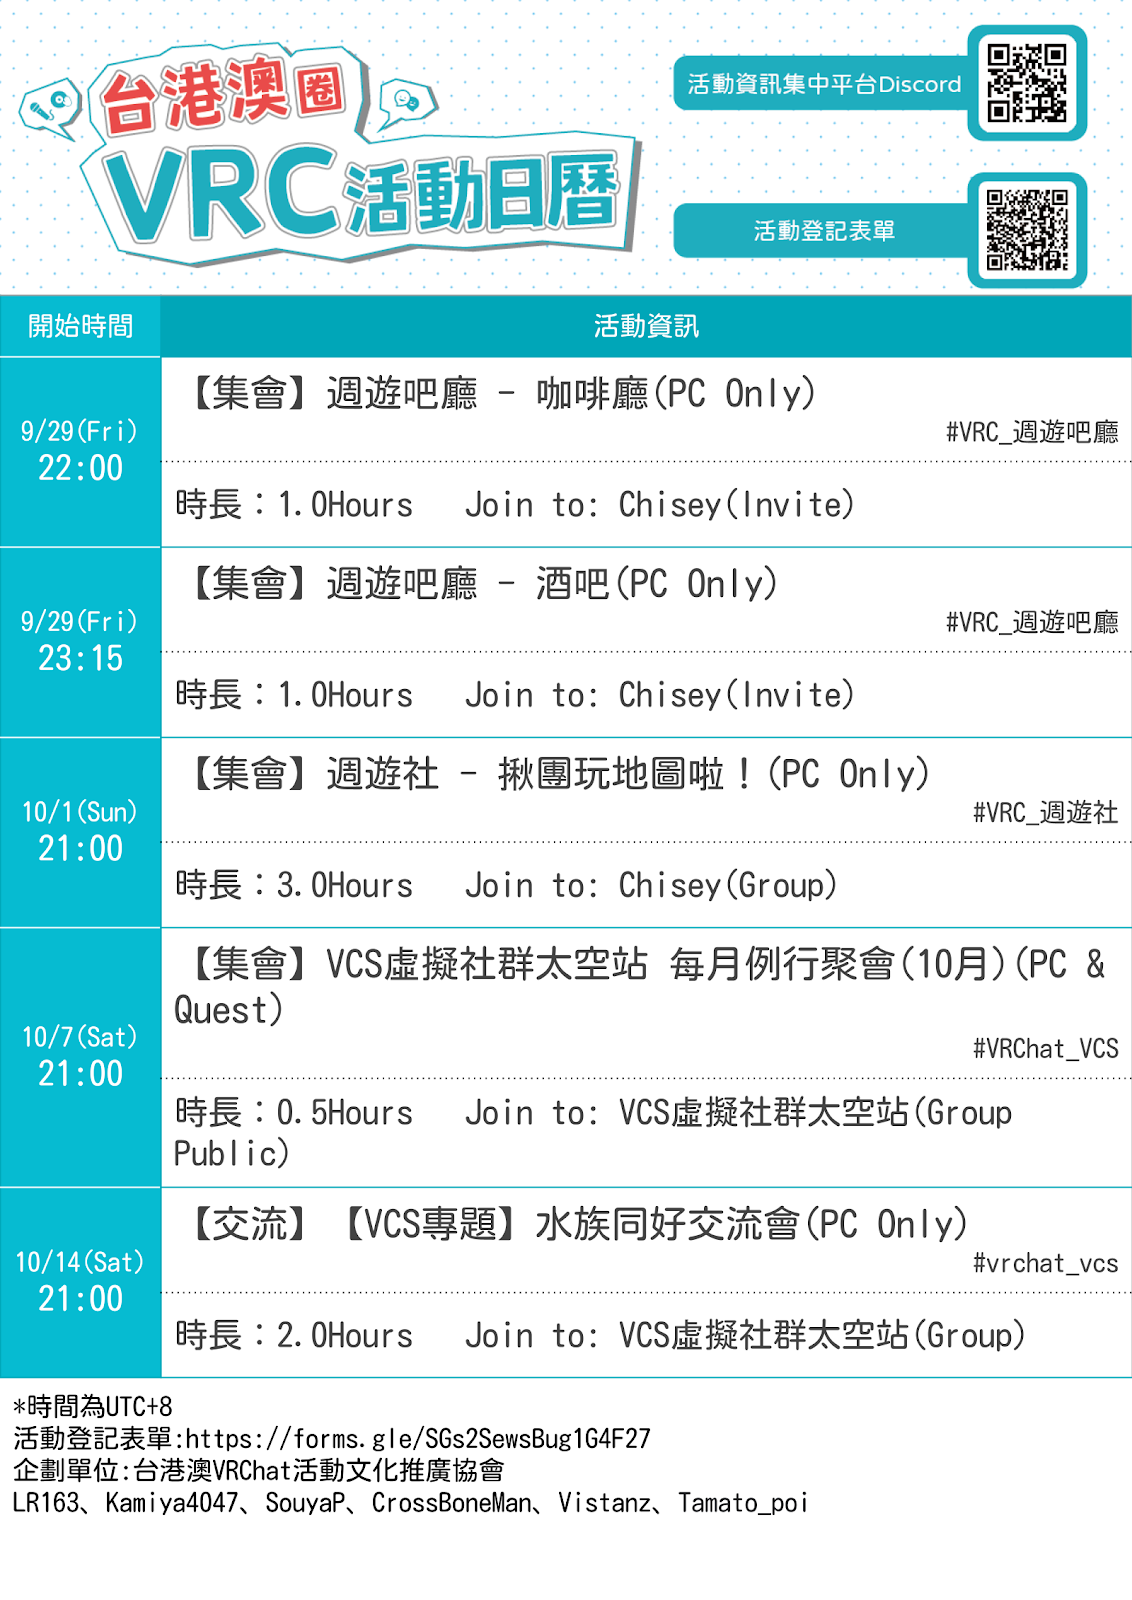 台港澳圈
VRC活動日曆
活動資訊集中平台Discord
活動登記表單
開始時間
活動資訊
9/29(Fri)
22:00
【集會】週遊吧廳 - 咖啡廳(PC Only)
#VRC_週遊吧廳
時長：1.0Hours Join to: Chisey(Invite)
9/29(Fri)
23:15
【集會】週遊吧廳 - 酒吧(PC Only)
#VRC_週遊吧廳
時長：1.0Hours Join to: Chisey(Invite)
10/1(Sun)
21:00
【集會】週遊社 - 揪團玩地圖啦！(PC Only)
#VRC_週遊社
時長：3.0Hours Join to: Chisey(Group)
10/7(Sat)
21:00
【集會】VCS虛擬社群太空站 每月例行聚會(10月)(PC &
Quest)
#VRChat_VCS
時長：0.5Hours Join to: VCS虛擬社群太空站(Group
Public)
10/14(Sat)
21:00
【交流】【VCS專題】水族同好交流會(PC Only)
#vrchat_vcs
時長：2.0Hours Join to: VCS虛擬社群太空站(Group)
*時間為UTC+8
活動登記表單:https://forms.gle/SGs2SewsBug1G4F27
企劃單位:台港澳VRChat活動文化推廣協會
LR163、Kamiya4047、SouyaP、CrossBoneMan、Vistanz、Tamato_poi